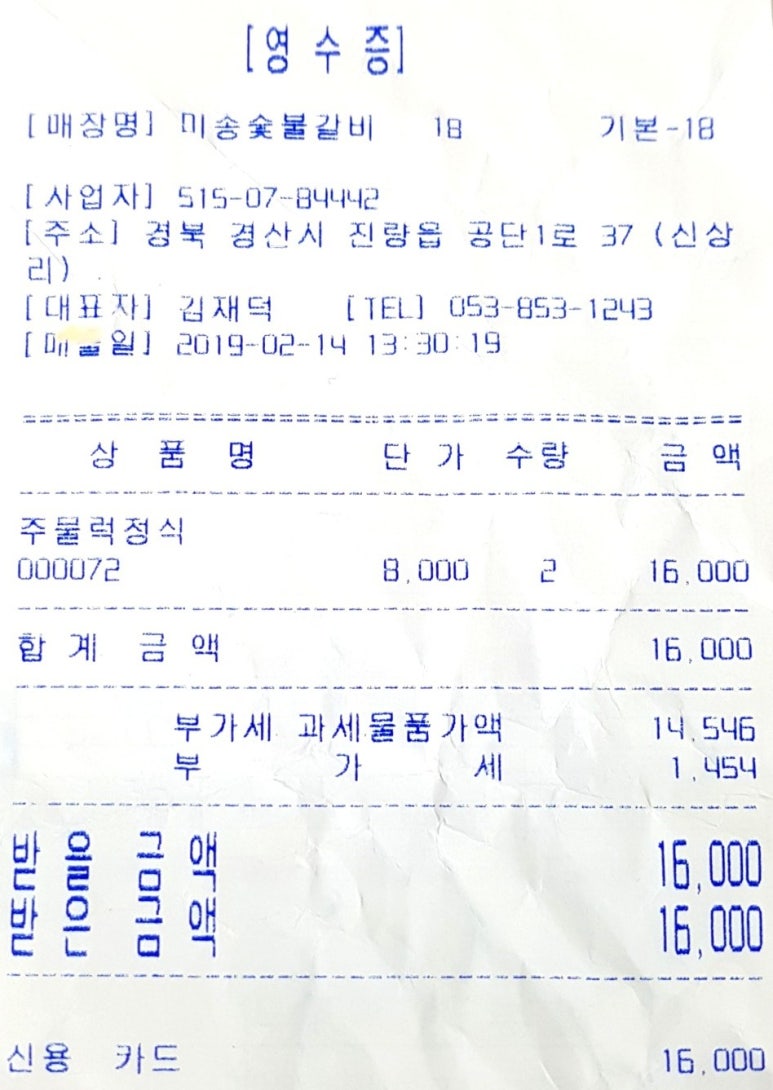 [영 수 증]
[매장명] 미송숯불갈비 18 기본-18
[사업자] 515-07-84442
[주소] 경북 경산시 진량읍 공단1로 37 (신상
리)
[대표자] 김재덕 [TEL] 053-853-1243
[매출일] 2019-02-14 13:30:19
상 품 명 단 가 수량 금 액
주물럭정식
000072 8,000 2 16,000
합 계 금 액 16,000
부가세 과세물품가액 14,546
부 가 세 1,454
받 을 금 액 16,000
받 은 금 액 16,000
신용 카드 16,000